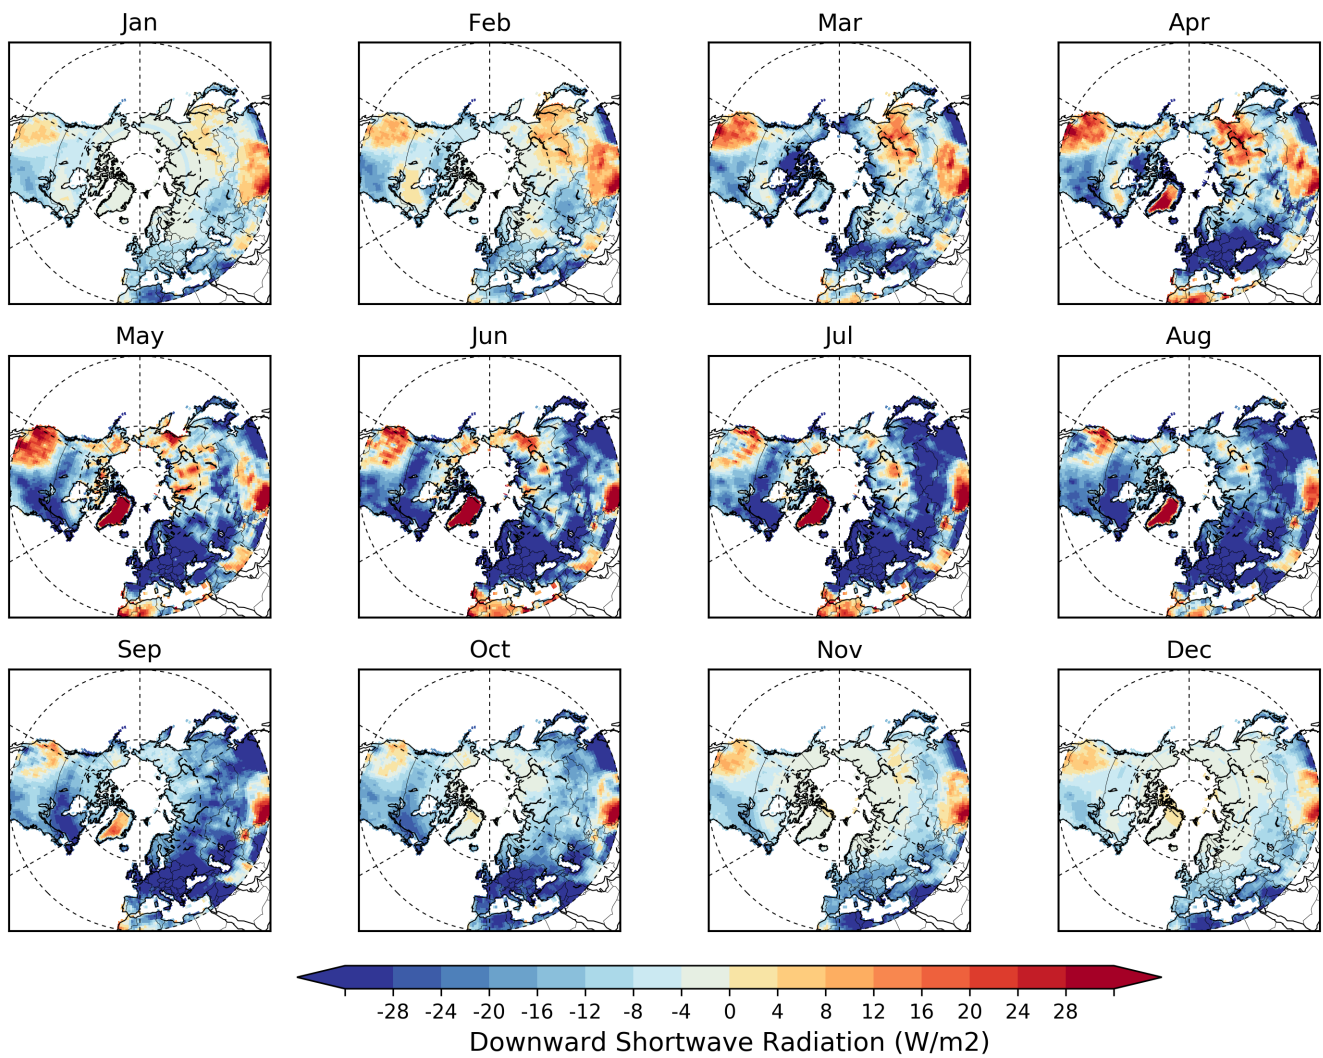 Jan Feb Mar Apr
May Jun Jul Aug
Sep Oct Nov Dec
-28 -24 -20 -16 -12 -8 -4 0 4 8 12 16 20 24 28
Downward Shortwave Radiation (W/m2)